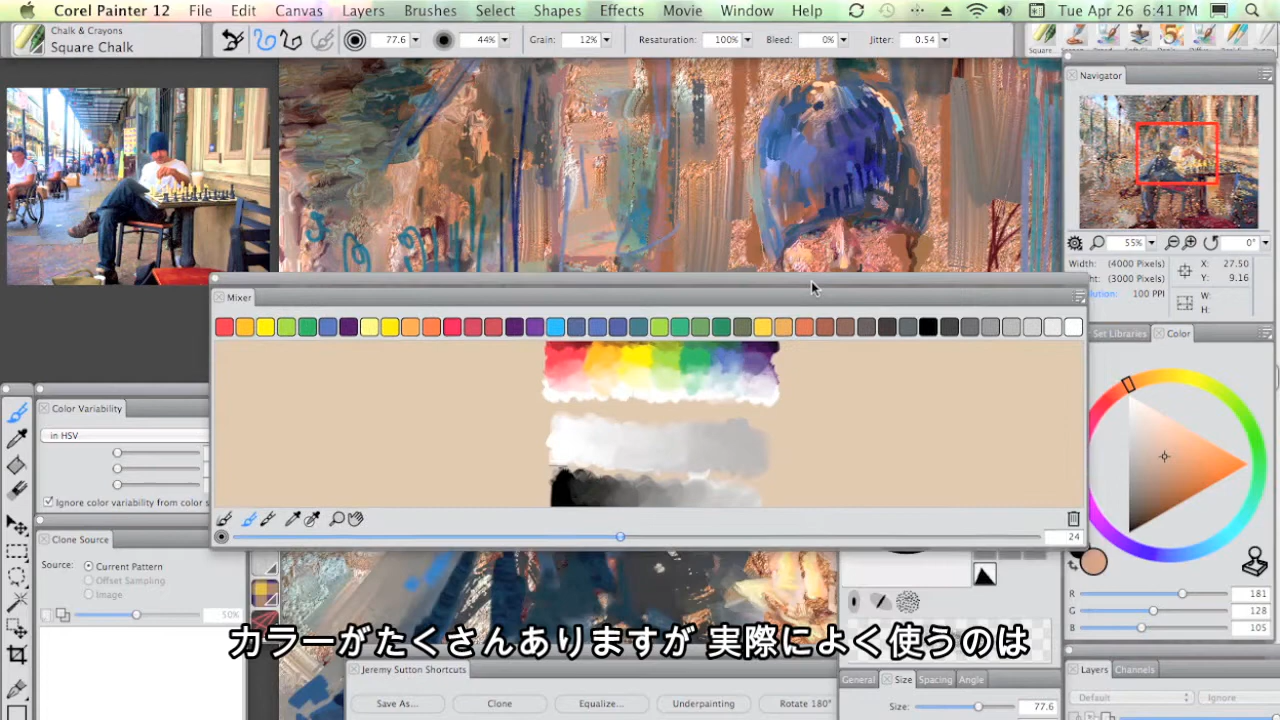 Corel Painter 12 File Edit Canvas Layers Brushes Select Shapes Effects Movie Window Help Tue Apr 26 6:41 PM
Chalk & Crayons
Square Chalk
77.6 44% Grain: 12% Resaturation: 100% Bleed: 0% Jitter: 0.54
Square
Navigator
55% 0°
Width: (4000 Pixels) X: 27.50
ht: (3000 Pixels) Y: 9.16
olution: 100 PPI W:
H:
Mixer
Set Libraries Color
Color Variability
in HSV
Ignore color variability from color s
24
Clone Source
Source: Current Pattern
Offset Sampling
Image
50%
R 181
G 128
B 105
カラーがたくさんありますが 実際によく使うのは
Jeremy Sutton Shortcuts
Save As... Clone Equalize... Underpainting Rotate 180°
General Size Spacing Angle
Size: 77.6
Layers Channels
Default Ignore